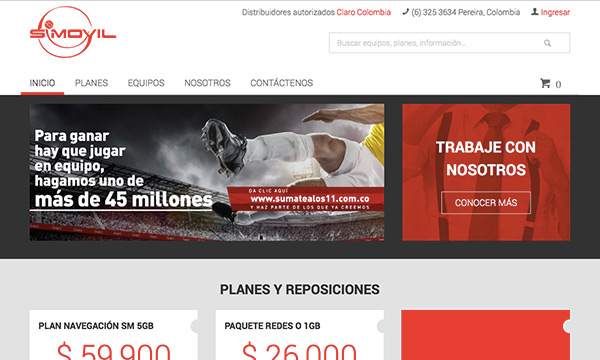 Distribuidores autorizados Claro Colombia (6) 325 3634 Pereira, Colombia Ingresar
SIMOVIL
Buscar equipos, planes, información...
INICIO PLANES EQUIPOS NOSOTROS CONTÁCTENOS 0
Para ganar
hay que jugar
en equipo,
hagamos uno de
más de 45 millones
DA CLIC AQUÍ
www.sumatealos11.com.co
Y HAZ PARTE DE LOS QUE YA CREEMOS
TRABAJE CON
NOSOTROS
CONOCER MÁS
PLANES Y REPOSICIONES
PLAN NAVEGACIÓN SM 5GB
$ 59.900
PAQUETE REDES O 1GB
$ 26.000